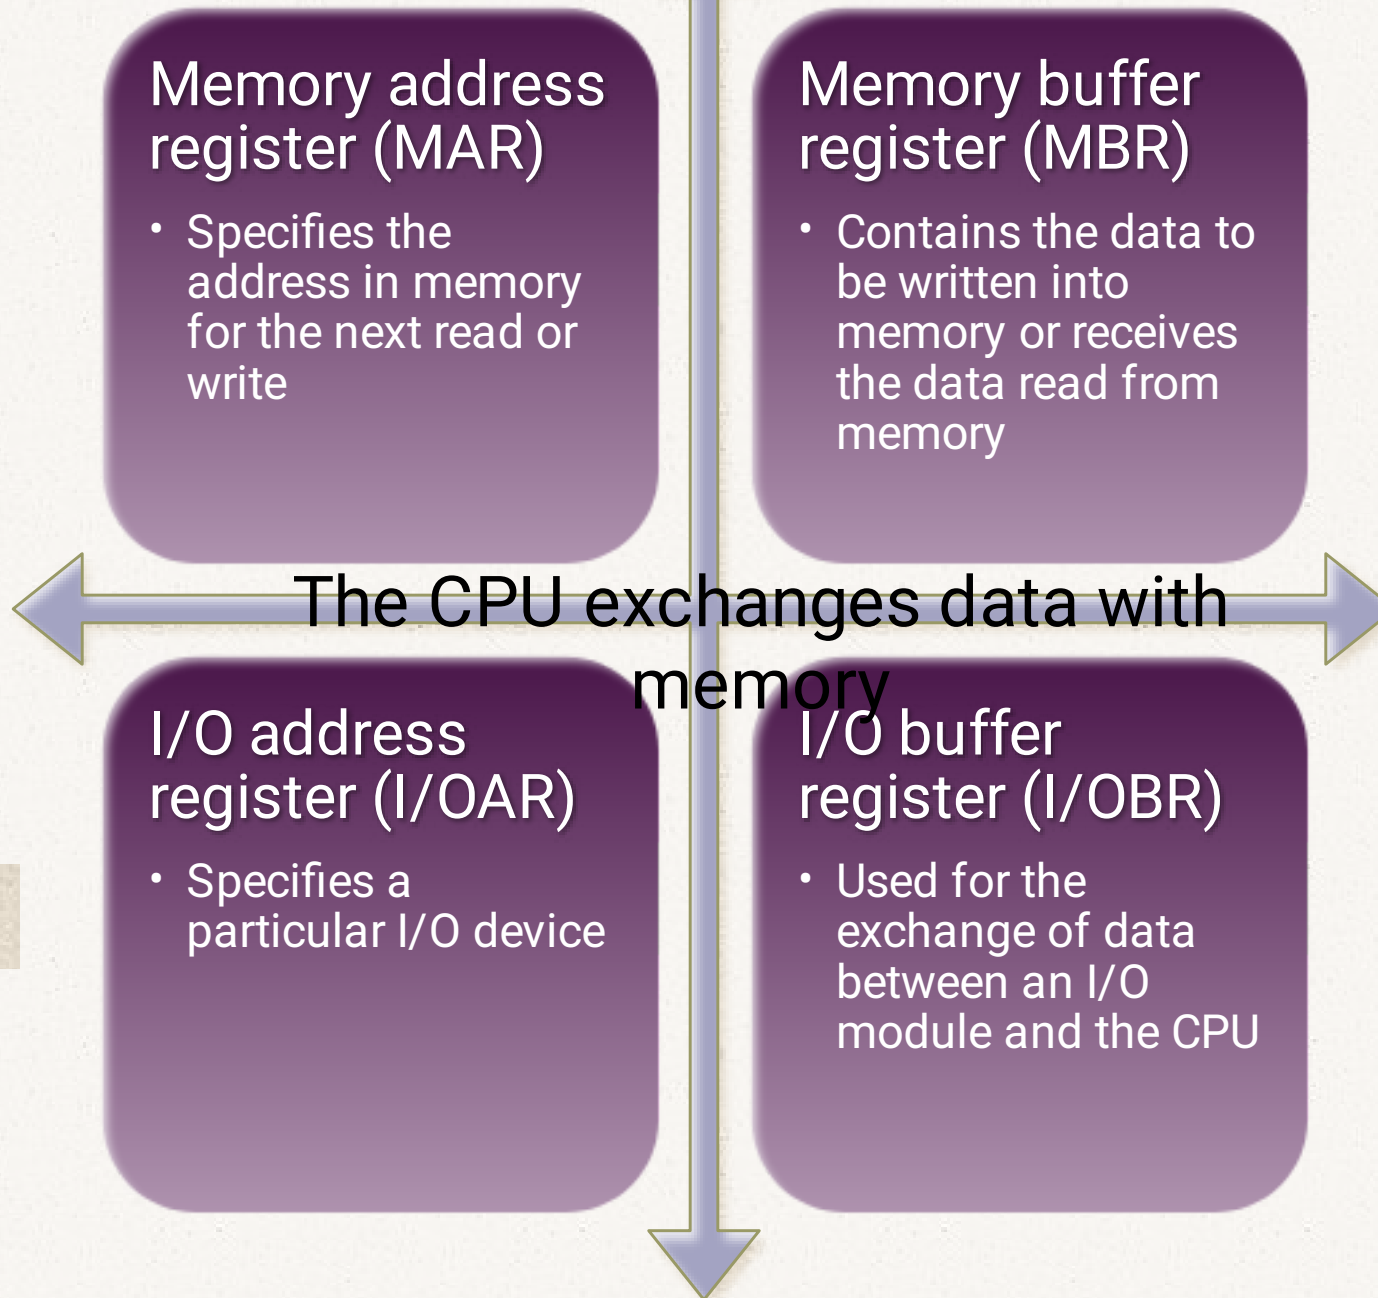 Memory address
register (MAR)
• Specifies the
address in memory
for the next read or
write
Memory buffer
register (MBR)
• Contains the data to
be written into
memory or receives
the data read from
memory
The CPU exchanges data with
memory
I/O address
register (I/OAR)
• Specifies a
particular I/O device
I/O buffer
register (I/OBR)
• Used for the
exchange of data
between an I/O
module and the CPU